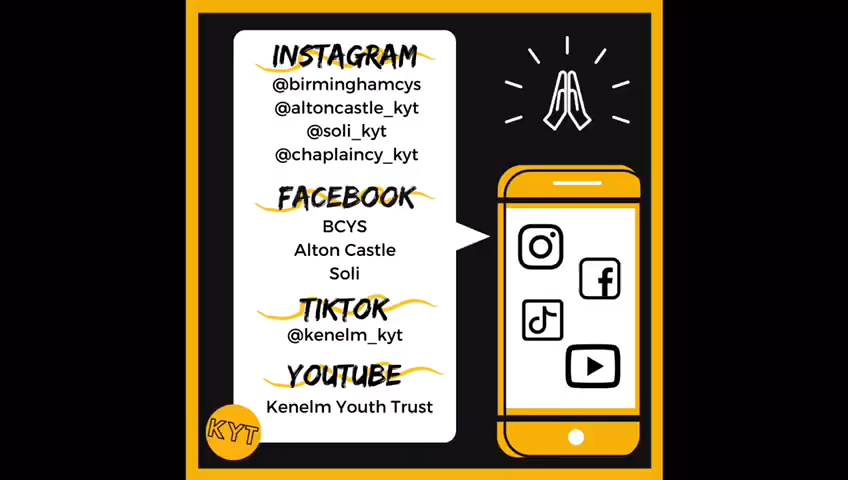 INSTAGRAM
@birminghamcys
@altoncastle_kyt
@soli_kyt
@chaplaincy_kyt
FACEBOOK
BCYS
Alton Castle
Soli
TIKTOK
@kenelm_kyt
YOUTUBE
Kenelm Youth Trust
KYT